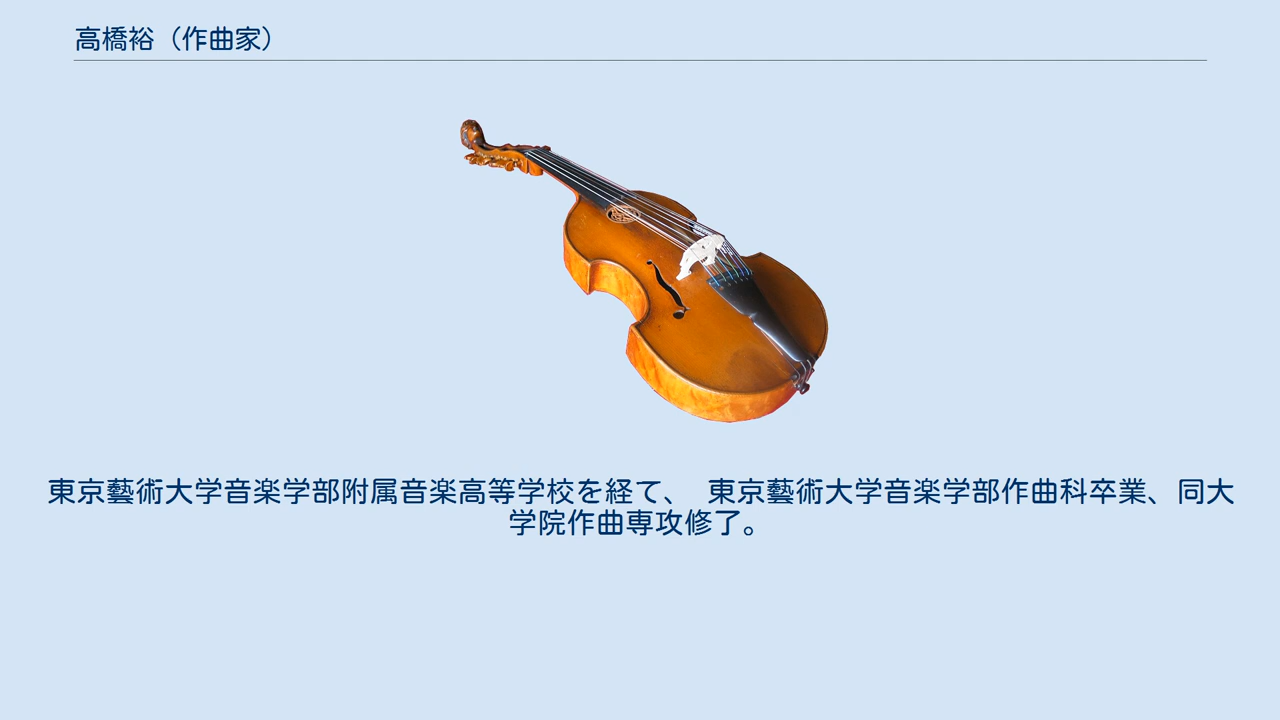 高橋裕（作曲家）
東京藝術大学音楽学部附属音楽高等学校を経て、 東京藝術大学音楽学部作曲科卒業、同大
学院作曲専攻修了。